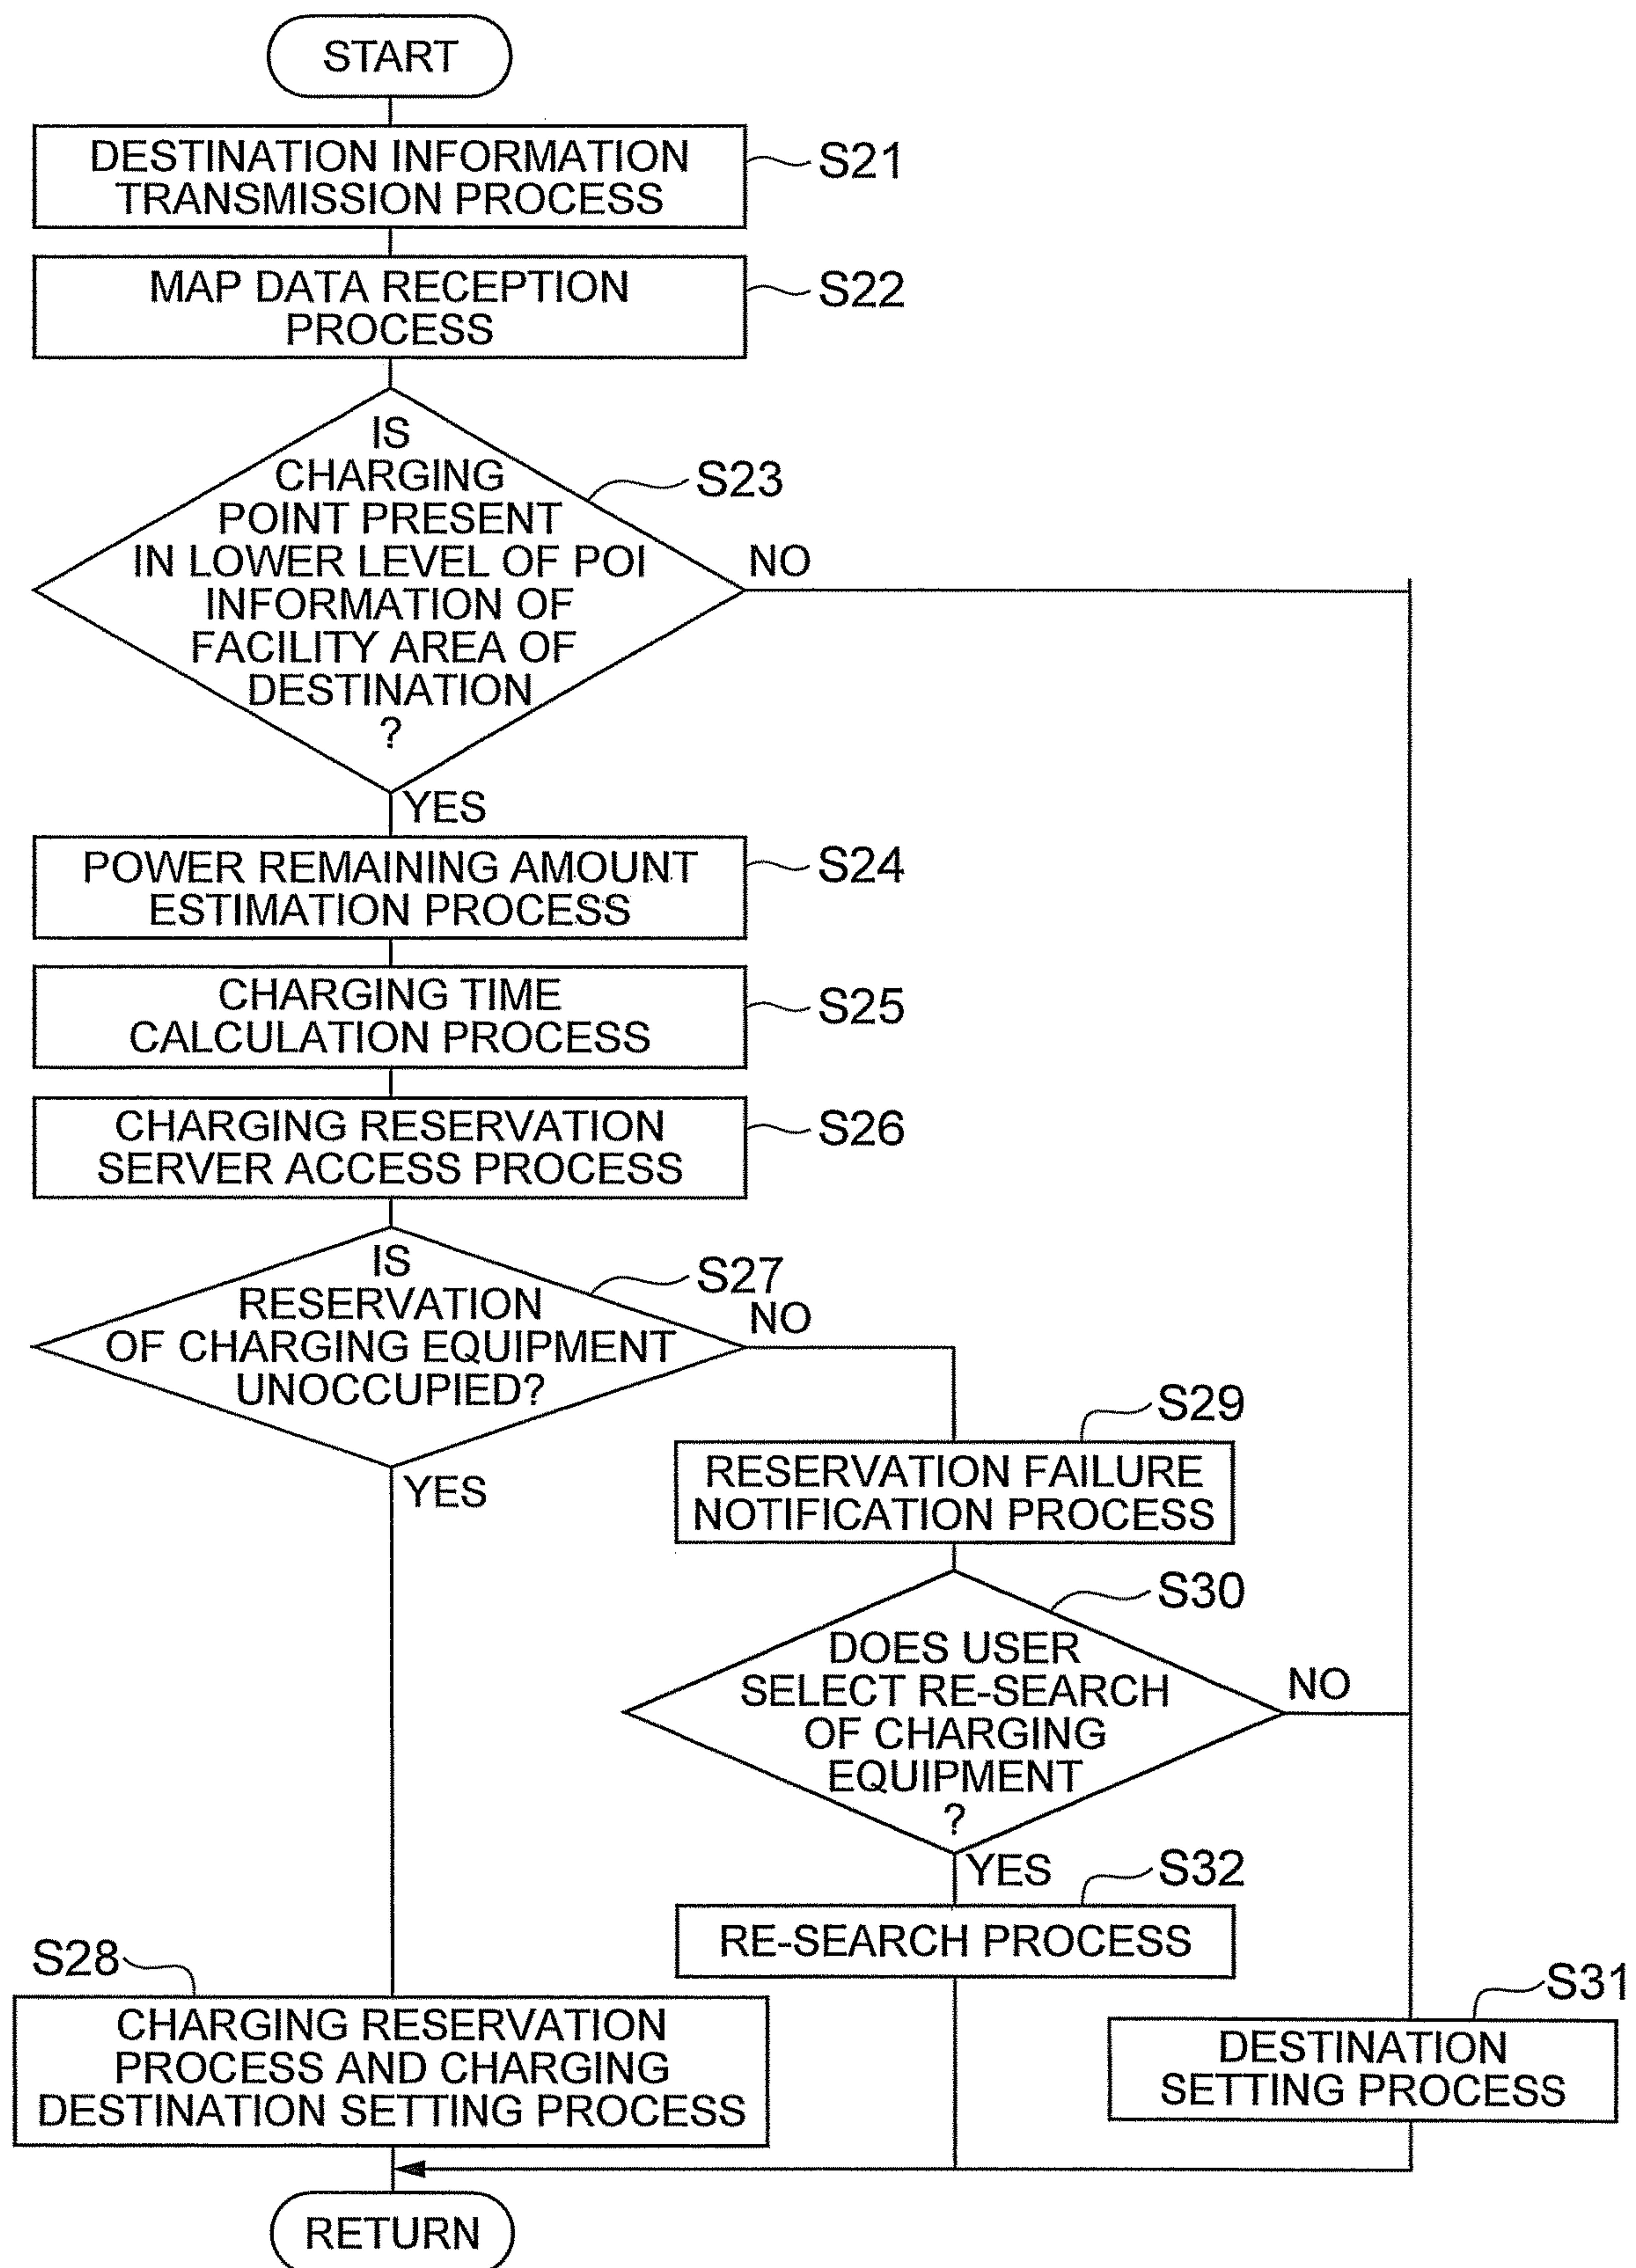 START
DESTINATION INFORMATION
TRANSMISSION PROCESS
S21
MAP DATA RECEPTION
PROCESS
S22
IS
CHARGING
POINT PRESENT
IN LOWER LEVEL OF POI
INFORMATION OF
FACILITY AREA OF
DESTINATION
?
S23
NO
YES
POWER REMAINING AMOUNT
ESTIMATION PROCESS
S24
CHARGING TIME
CALCULATION PROCESS
S25
CHARGING RESERVATION
SERVER ACCESS PROCESS
S26
IS
RESERVATION
OF CHARGING EQUIPMENT
UNOCCUPIED?
S27
NO
YES
S29
RESERVATION FAILURE
NOTIFICATION PROCESS
S30
DOES USER
SELECT RE-SEARCH
OF CHARGING
EQUIPMENT
?
NO
YES
S32
RE-SEARCH PROCESS
S28
CHARGING RESERVATION
PROCESS AND CHARGING
DESTINATION SETTING PROCESS
S31
DESTINATION
SETTING PROCESS
RETURN